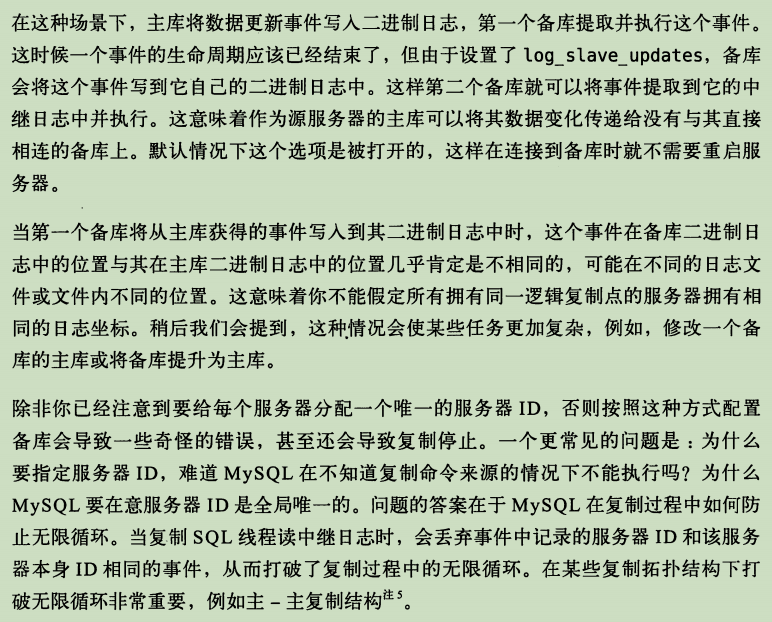 在这种场景下，主库将数据更新事件写入二进制日志，第一个备库提取并执行这个事件。
这时候一个事件的生命周期应该已经结束了，但由于设置了 log_slave_updates，备库
会将这个事件写到它自己的二进制日志中。这样第二个备库就可以将事件提取到它的中
继日志中并执行。这意味着作为源服务器的主库可以将其数据变化传递给没有与其直接
相连的备库上。默认情况下这个选项是被打开的，这样在连接到备库时就不需要重启服
务器。
当第一个备库将从主库获得的事件写入到其二进制日志中时，这个事件在备库二进制日
志中的位置与其在主库二进制日志中的位置几乎肯定是不相同的，可能在不同的日志文
件或文件内不同的位置。这意味着你不能假定所有拥有同一逻辑复制点的服务器拥有相
同的日志坐标。稍后我们会提到，这种情况会使某些任务更加复杂，例如，修改一个备
库的主库或将备库提升为主库。
除非你已经注意到要给每个服务器分配一个唯一的服务器 ID，否则按照这种方式配置
备库会导致一些奇怪的错误，甚至还会导致复制停止。一个更常见的问题是：为什么
要指定服务器 ID，难道 MySQL 在不知道复制命令来源的情况下不能执行吗？为什么
MySQL 要在意服务器 ID 是全局唯一的。问题的答案在于 MySQL 在复制过程中如何防
止无限循环。当复制 SQL 线程读中继日志时，会丢弃事件中记录的服务器 ID 和该服务
器本身 ID 相同的事件，从而打破了复制过程中的无限循环。在某些复制拓扑结构下打
破无限循环非常重要，例如主 – 主复制结构注5。